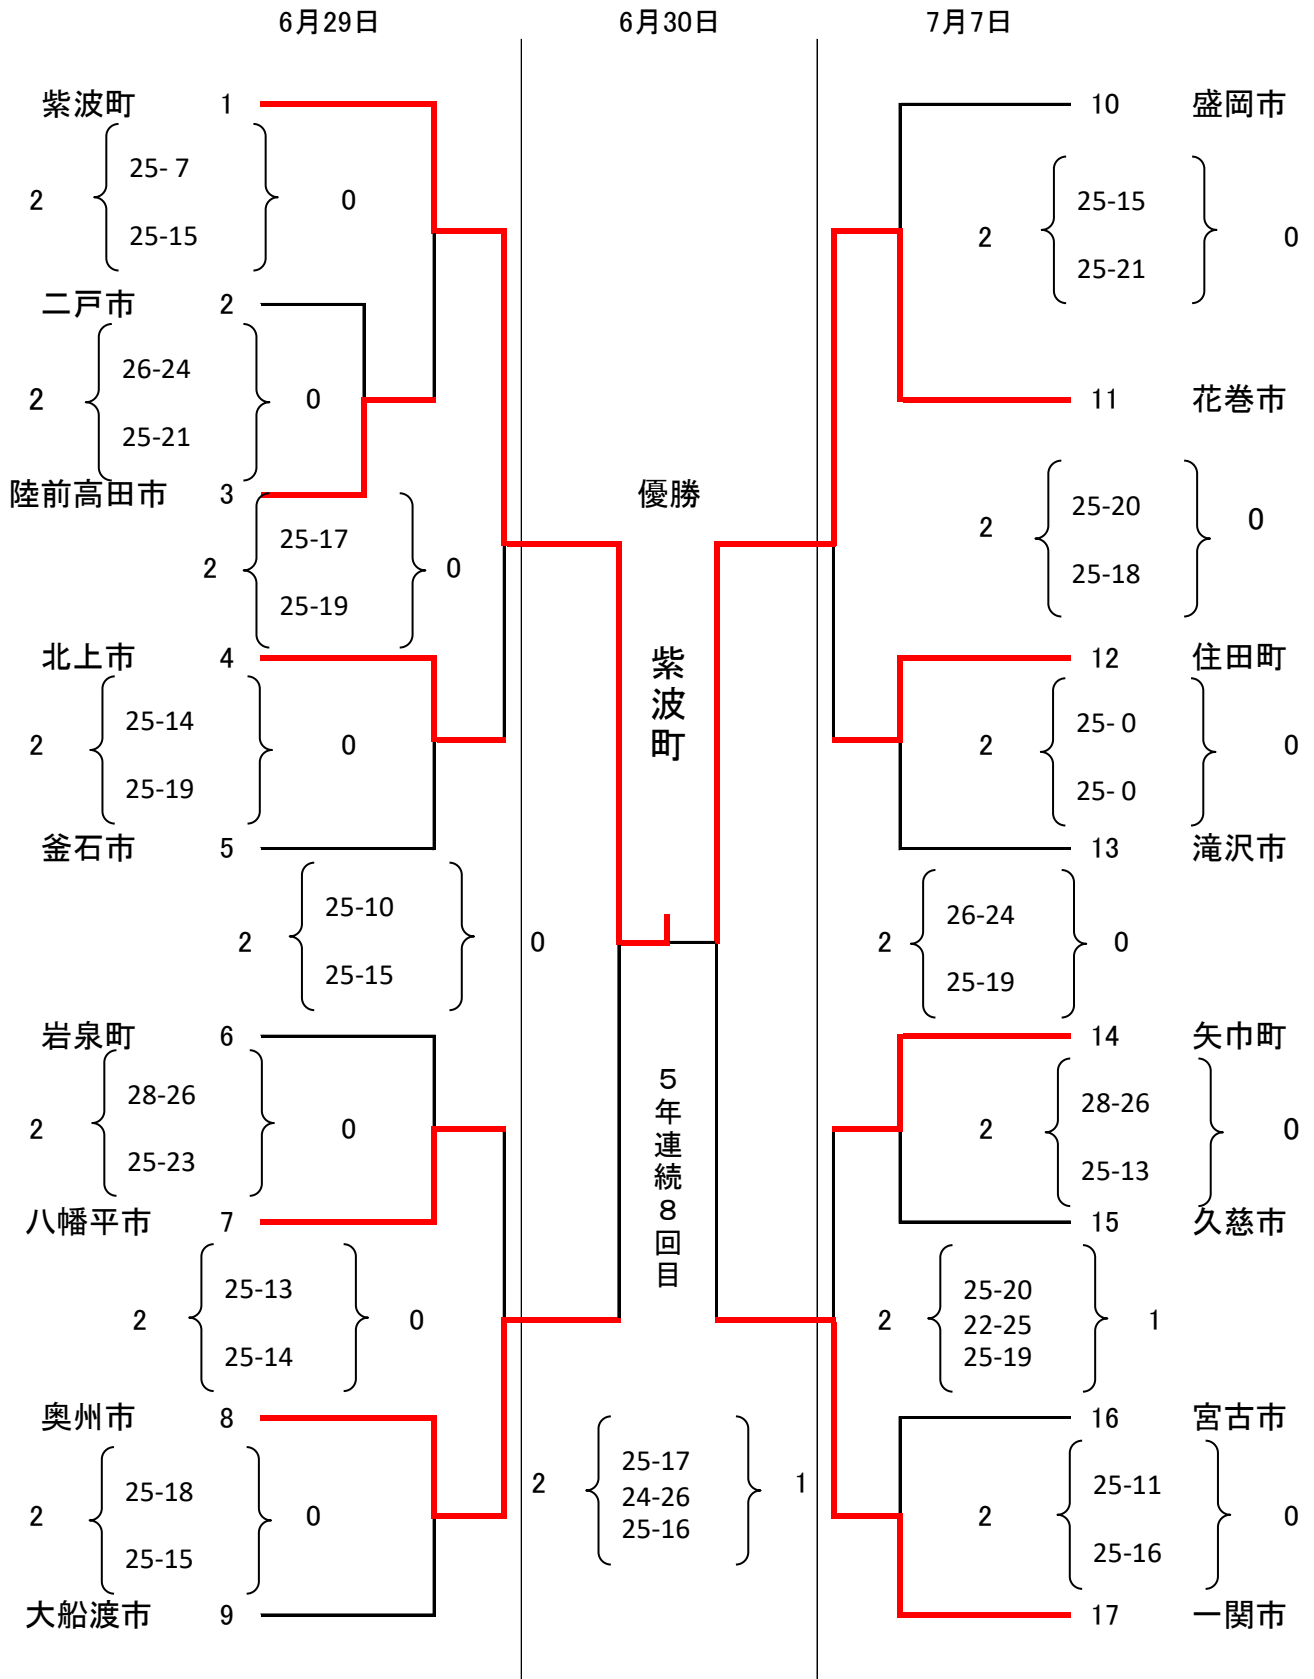 6月29日 6月30日 7月7日
紫波町 1
2 25- 7 0
25-15
二戸市 2
2 26-24 0
25-21
陸前高田市 3
2 25-17 0
25-19
北上市 4
2 25-14 0
25-19
釜石市 5
2 25-10 0
25-15
岩泉町 6
2 28-26 0
25-23
八幡平市 7
2 25-13 0
25-14
奥州市 8
2 25-18 0
25-15
大船渡市 9
優勝
紫波町
5年連続8回目
2 25-17 1
24-26
25-16
10 盛岡市
2 25-15 0
25-21
11 花巻市
2 25-20 0
25-18
12 住田町
2 25- 0 0
25- 0
13 滝沢市
2 26-24 0
25-19
14 矢巾町
2 28-26 0
25-13
15 久慈市
2 25-20 1
22-25
25-19
16 宮古市
2 25-11 0
25-16
17 一関市